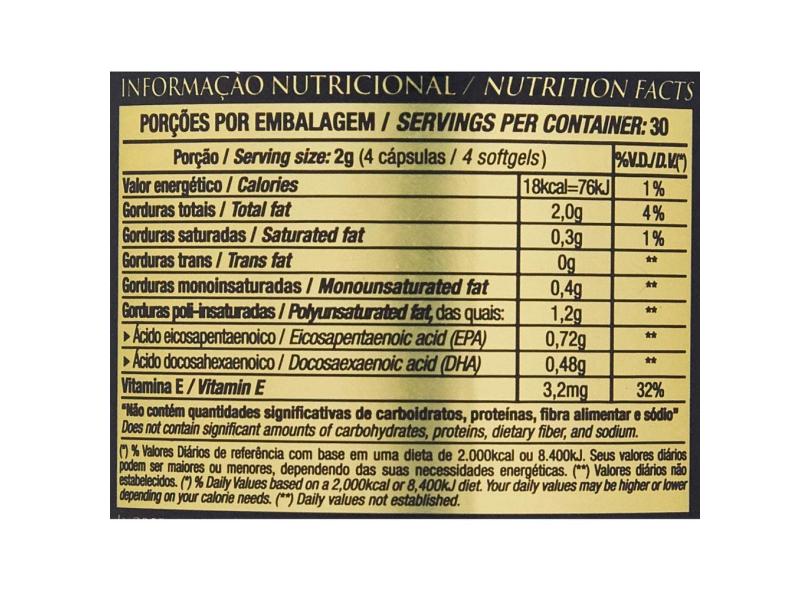 INFORMAÇÃO NUTRICIONAL / NUTRITION FACTS
PORÇÕES POR EMBALAGEM / SERVINGS PER CONTAINER: 30
Porção / Serving size: 2g (4 cápsulas / 4 softgels) %V.D./D.V.(*)
Valor energético / Calories 18kcal=76kJ 1%
Gorduras totais / Total fat 2,0g 4%
Gorduras saturadas / Saturated fat 0,3g 1%
Gorduras trans / Trans fat 0g **
Gorduras monoinsaturadas / Monounsaturated fat 0,4g **
Gorduras poli-insaturadas / Polyunsaturated fat, das quais: 1,2g **
▸ Ácido eicosapentaenoico / Eicosapentaenoic acid (EPA) 0,72g **
▸ Ácido docosahexaenoico / Docosaexaenoic acid (DHA) 0,48g **
Vitamina E / Vitamin E 3,2mg 32%
"Não contém quantidades significativas de carboidratos, proteínas, fibra alimentar e sódio"
Does not contain significant amounts of carbohydrates, proteins, dietary fiber, and sodium.
(*) % Valores Diários de referência com base em uma dieta de 2.000kcal ou 8.400kJ. Seus valores diários
podem ser maiores ou menores, dependendo das suas necessidades energéticas. (**) Valores diários não
estabelecidos. (*) % Daily Values based on a 2,000kcal or 8,400kJ diet. Your daily values may be higher or lower
depending on your calorie needs. (**) Daily values not established.